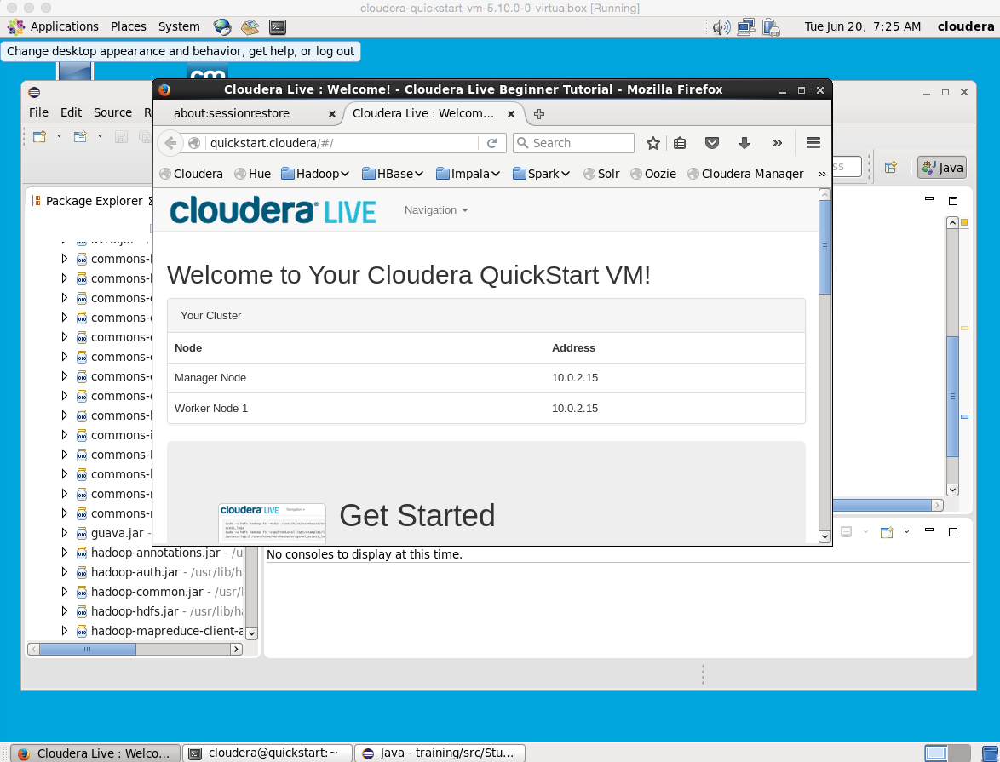 cloudera-quickstart-vm-5.10.0-0-virtualbox [Running]
Applications Places System Tue Jun 20, 7:25 AM cloudera
Change desktop appearance and behavior, get help, or log out
cm
Cloudera Live : Welcome! - Cloudera Live Beginner Tutorial - Mozilla Firefox
File Edit Source
about:sessionrestore Cloudera Live : Welcom...
quickstart.cloudera/#/ Search
Java
Cloudera Hue Hadoop HBase Impala Spark Solr Oozie Cloudera Manager »
Package Explorer
cloudera LIVE Navigation
avro.jar
commons-
commons-
Welcome to Your Cloudera QuickStart VM!
commons-
commons-
Your Cluster
commons-
Node Address
commons-
commons-
Manager Node 10.0.2.15
commons-
commons-
Worker Node 1 10.0.2.15
commons-
commons-
commons-
commons-
commons-
Get Started
guava.jar -
hadoop-annotations.jar - /u
No consoles to display at this time.
hadoop-auth.jar - /usr/lib/h
hadoop-common.jar - /usr/l
hadoop-hdfs.jar - /usr/lib/ha
hadoop-mapreduce-client-a
Cloudera Live : Welco... cloudera@quickstart:~ Java - training/src/Stu...